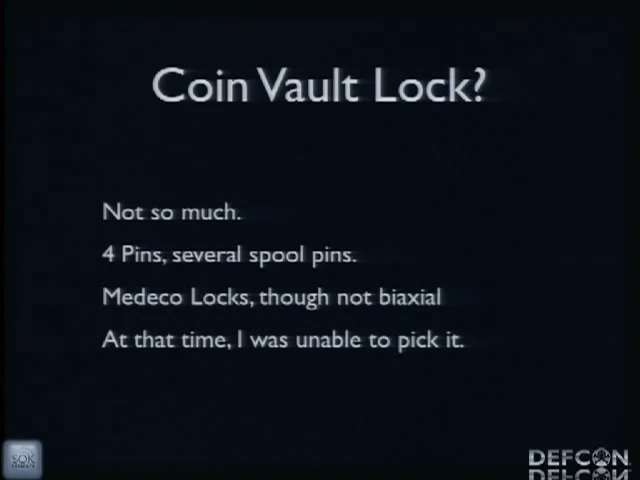 Coin Vault Lock?
Not so much.
4 Pins, several spool pins.
Medeco Locks, though not biaxial
At that time, I was unable to pick it.
SOK
DEFCON